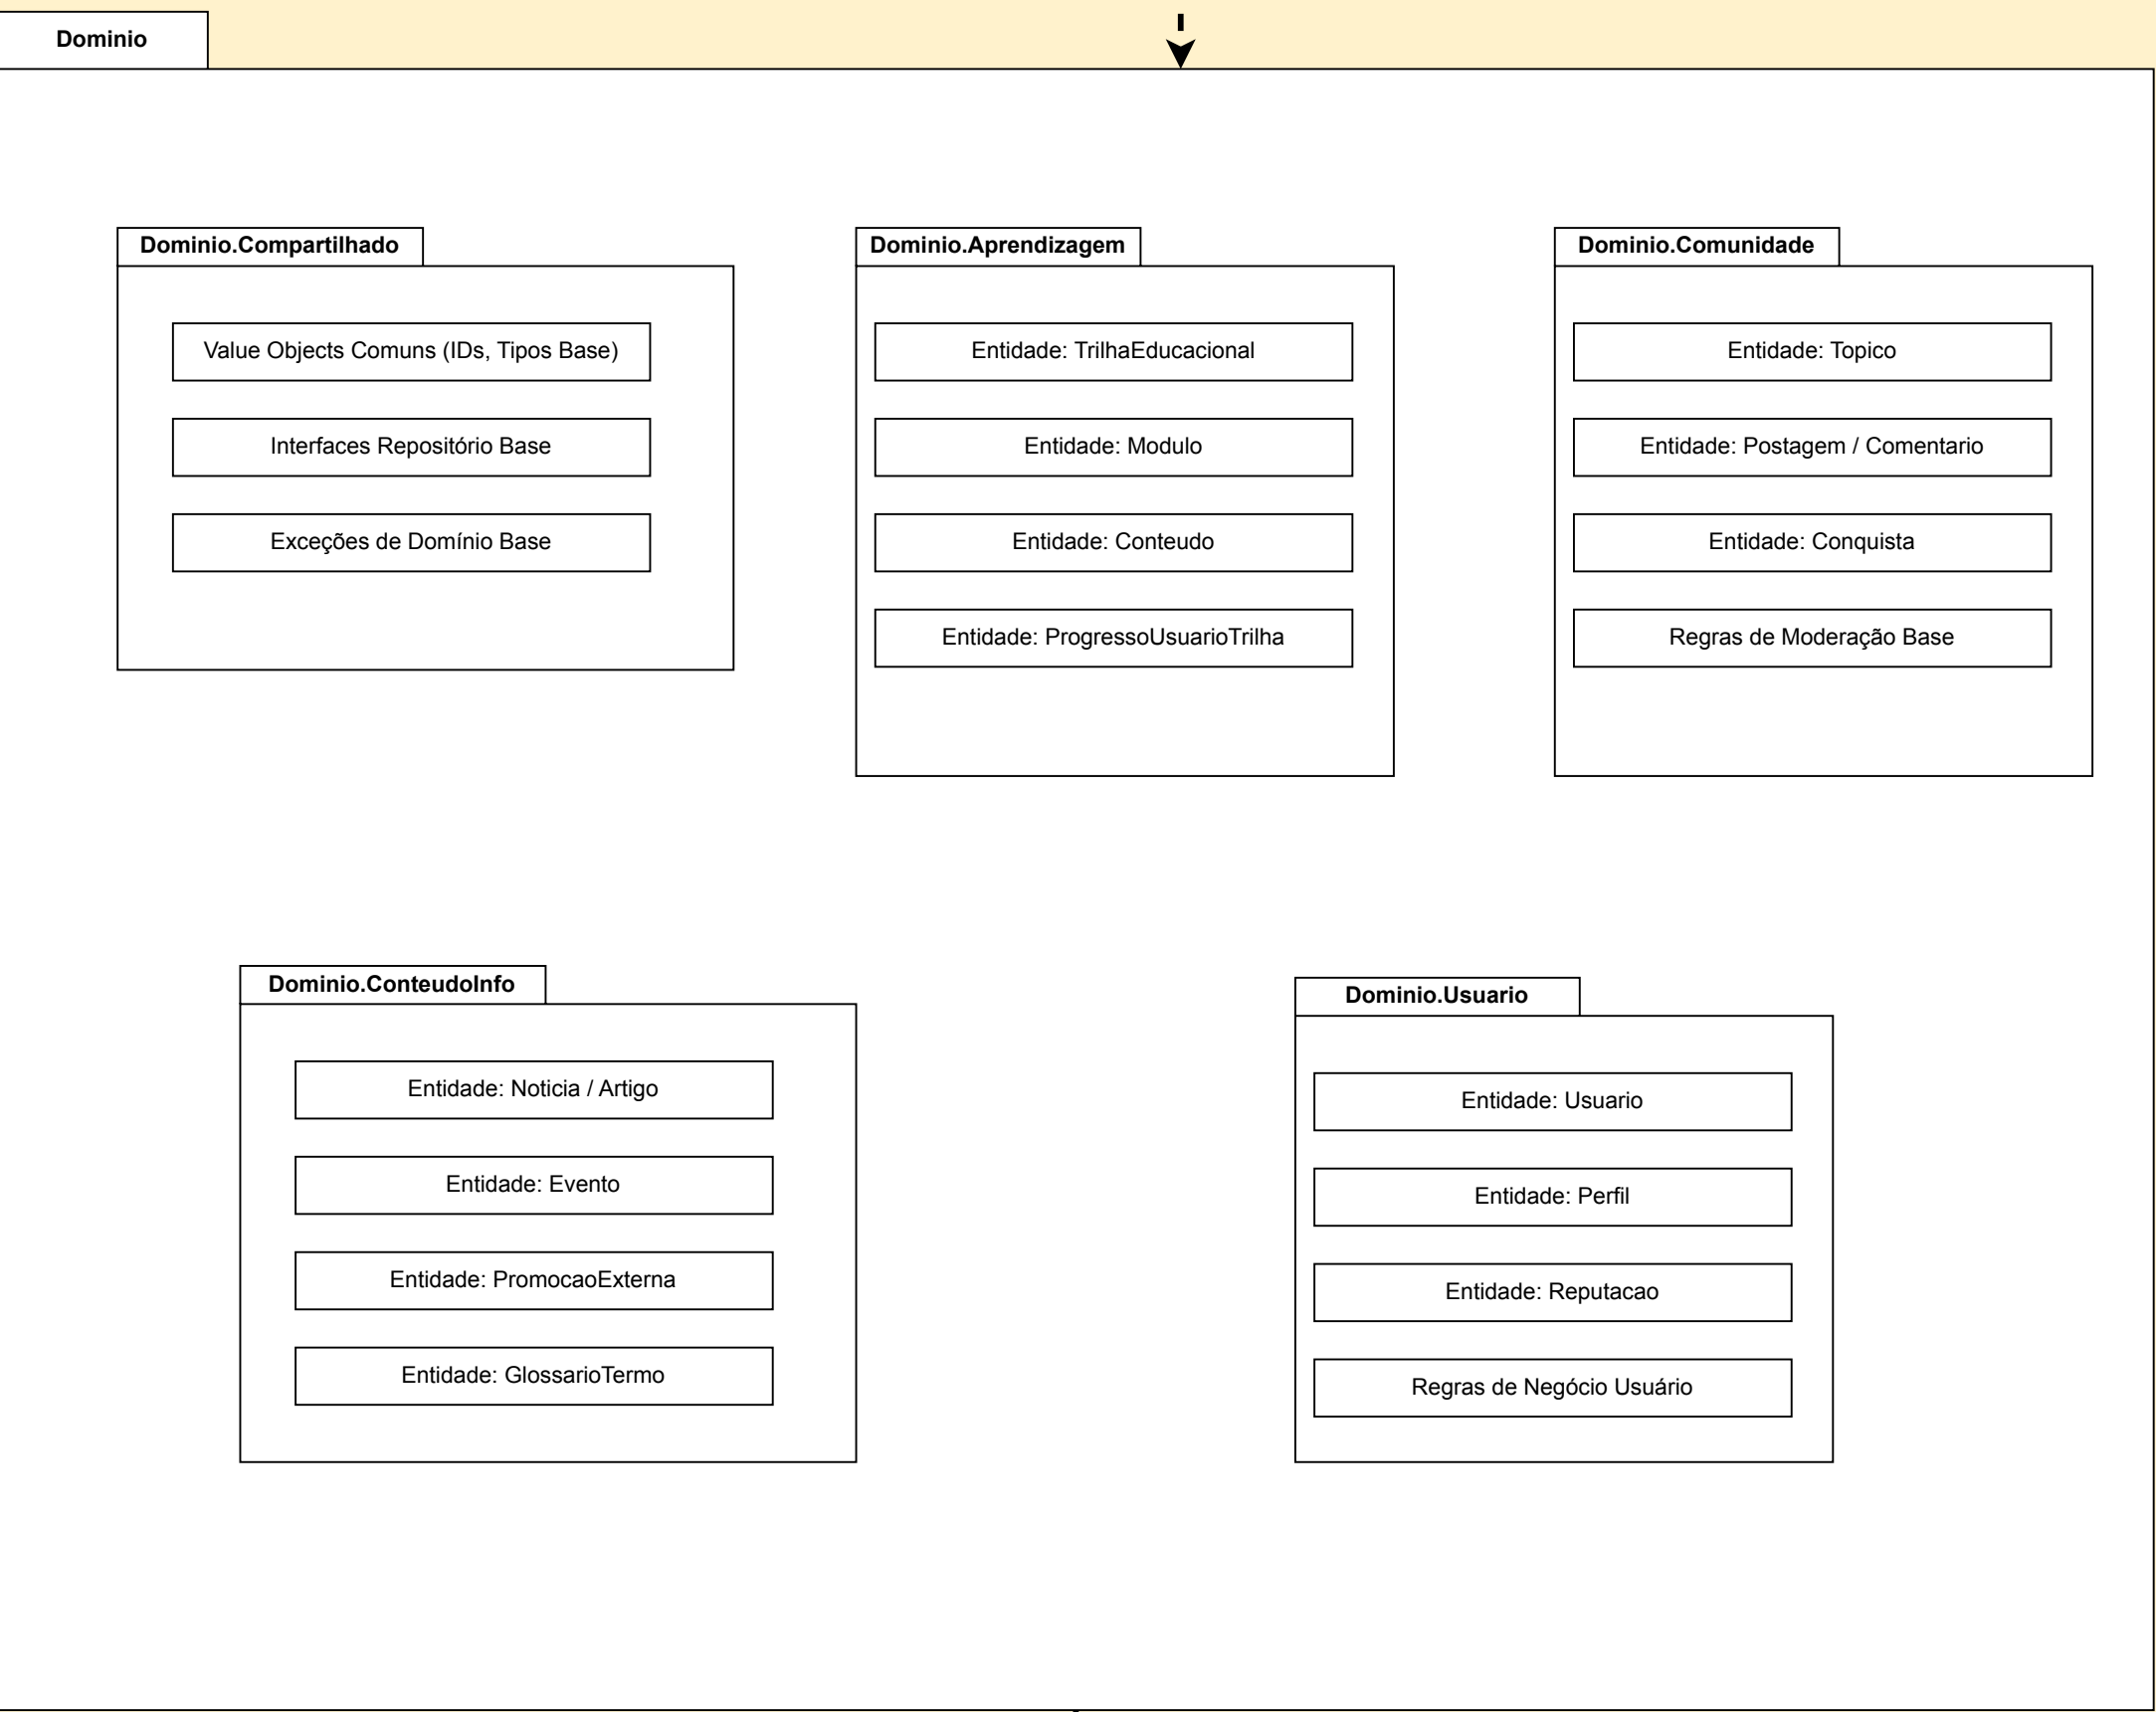 Dominio
Dominio.Compartilhado
Value Objects Comuns (IDs, Tipos Base)
Interfaces Repositório Base
Exceções de Domínio Base
Dominio.Aprendizagem
Entidade: TrilhaEducacional
Entidade: Modulo
Entidade: Conteudo
Entidade: ProgressoUsuarioTrilha
Dominio.Comunidade
Entidade: Topico
Entidade: Postagem / Comentario
Entidade: Conquista
Regras de Moderação Base
Dominio.ConteudoInfo
Entidade: Noticia / Artigo
Entidade: Evento
Entidade: PromocaoExterna
Entidade: GlossarioTermo
Dominio.Usuario
Entidade: Usuario
Entidade: Perfil
Entidade: Reputacao
Regras de Negócio Usuário